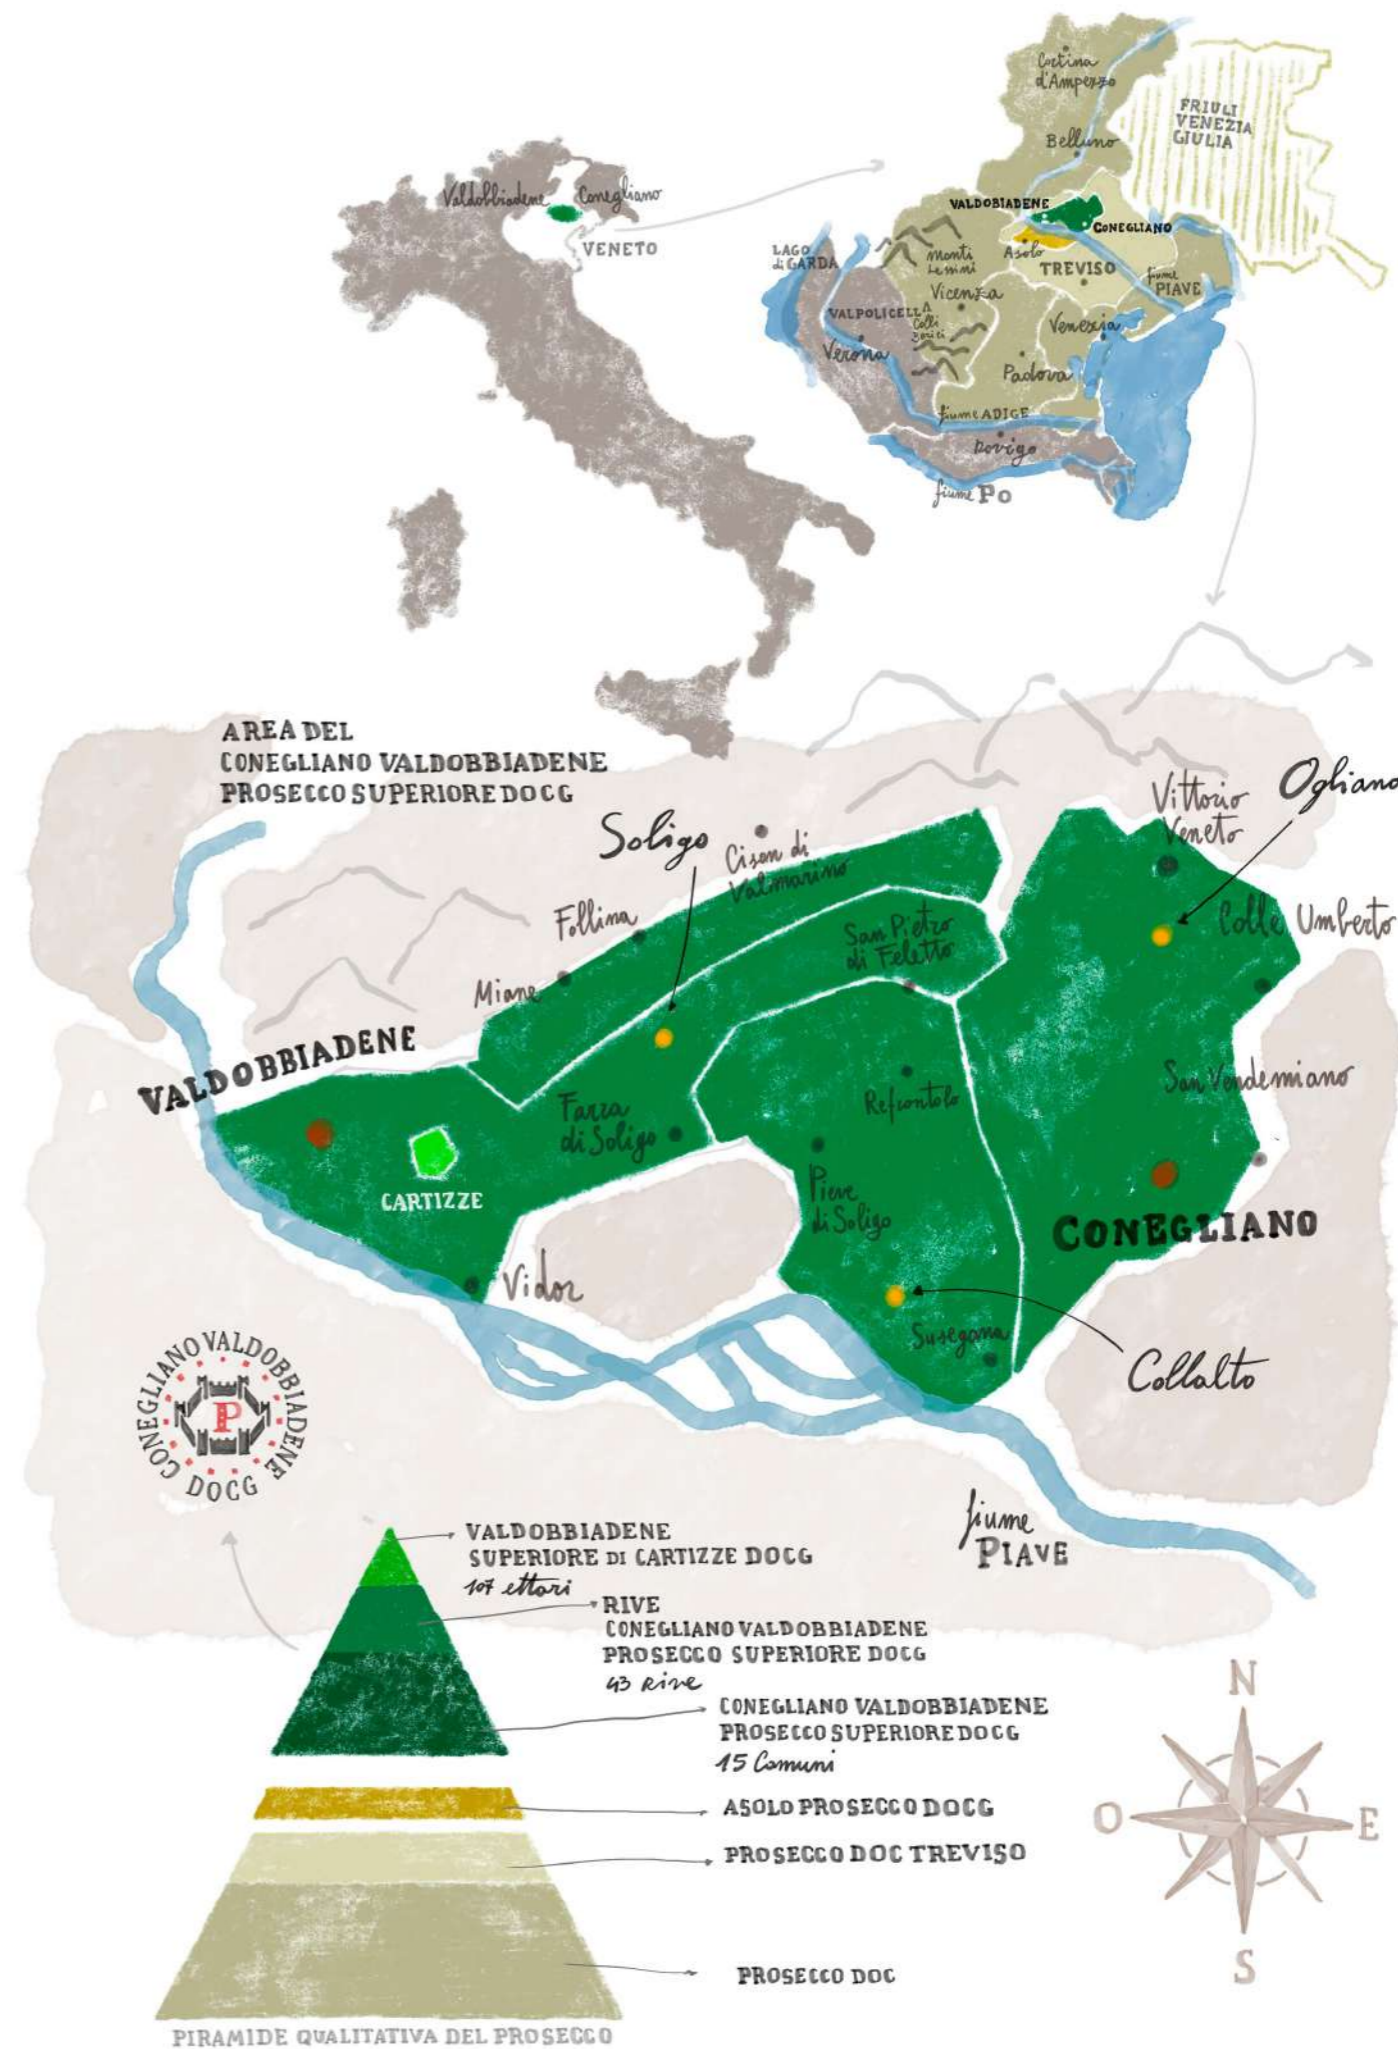 Cortina
d'Ampezzo
FRIULI
VENEZIA
GIULIA
Belluno
Valdobbiadene
Conegliano
VENETO
VALDOBIADENE
CONEGLIANO
LAGO
di GARDA
Monti
Lessini
Asolo
TREVISO
fiume
PIAVE
Vicenza
VALPOLICELLA
Colli
Berici
Venezia
Verona
Padova
fiume ADIGE
Rovigo
fiume PO
AREA DEL
CONEGLIANO VALDOBBIADENE
PROSECCO SUPERIORE DOCG
Soligo
Cison di
Valmarino
Vittorio
Veneto
Ogliano
Follina
San Pietro
di Feletto
Colle Umberto
Miane
VALDOBBIADENE
Farra
di Soligo
Refrontolo
San Vendemiano
CARTIZZE
Pieve
di Soligo
CONEGLIANO
Vidor
Susegana
Collalto
CONEGLIANO VALDOBBIADENE
P
DOCG
fiume
PIAVE
VALDOBBIADENE
SUPERIORE DI CARTIZZE DOCG
107 ettari
RIVE
CONEGLIANO VALDOBBIADENE
PROSECCO SUPERIORE DOCG
43 rive
CONEGLIANO VALDOBBIADENE
PROSECCO SUPERIORE DOCG
15 Comuni
ASOLO PROSECCO DOCG
PROSECCO DOC TREVISO
PROSECCO DOC
PIRAMIDE QUALITATIVA DEL PROSECCO
N
O
E
S